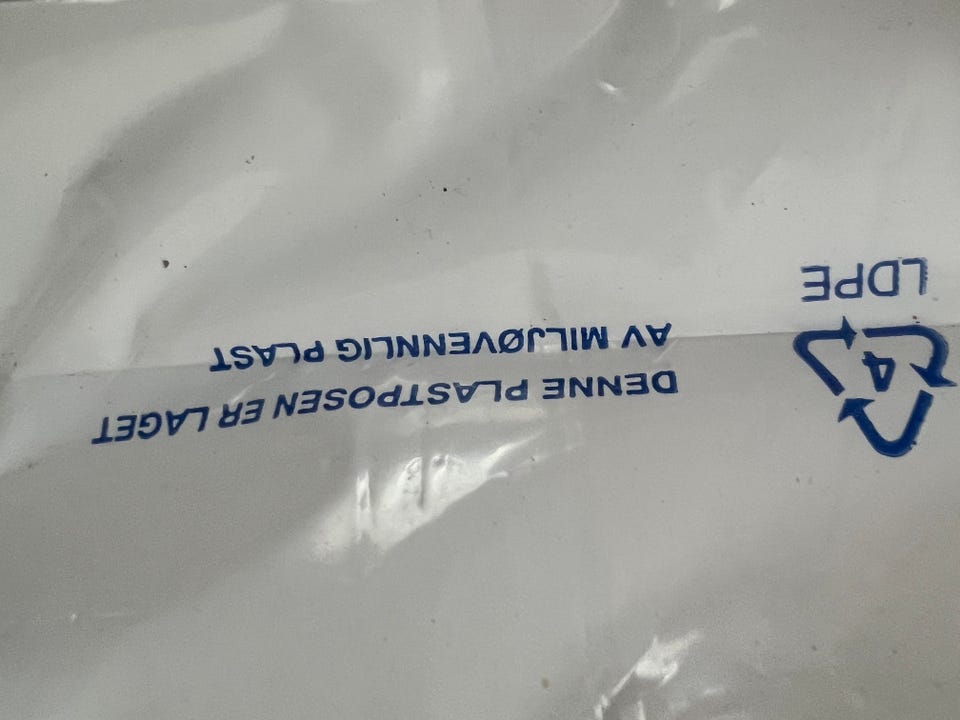 DENNE PLASTPOSEN ER LAGET
AV MILJØVENNLIG PLAST
4
LDPE